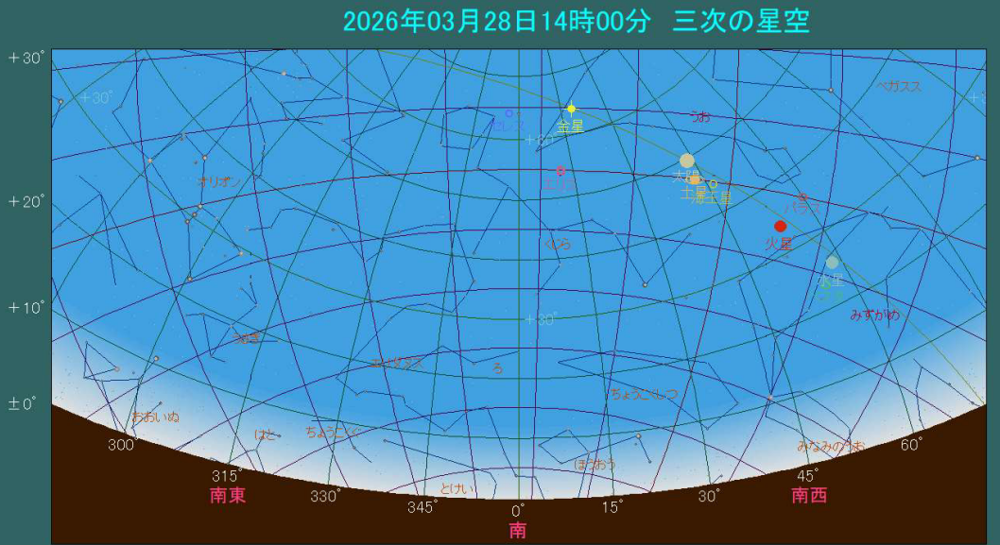 2026年03月28日14時00分 三次の星空
+30°
+30°
ペガスス
セレス
金星
+60°
うお
オリオン
エリス
太陽
土星
海王星
パラス
+20°
くじら
火星
水星
+10°
+30°
みずがめ
うさぎ
エリダヌス
ろ
ちょうこくしつ
±0°
おおいぬ
はと
ちょうこくぐ
ほうおう
みなみのうお
300°
60°
315°
とけい
45°
南東
330°
30°
南西
345°
0°
15°
南